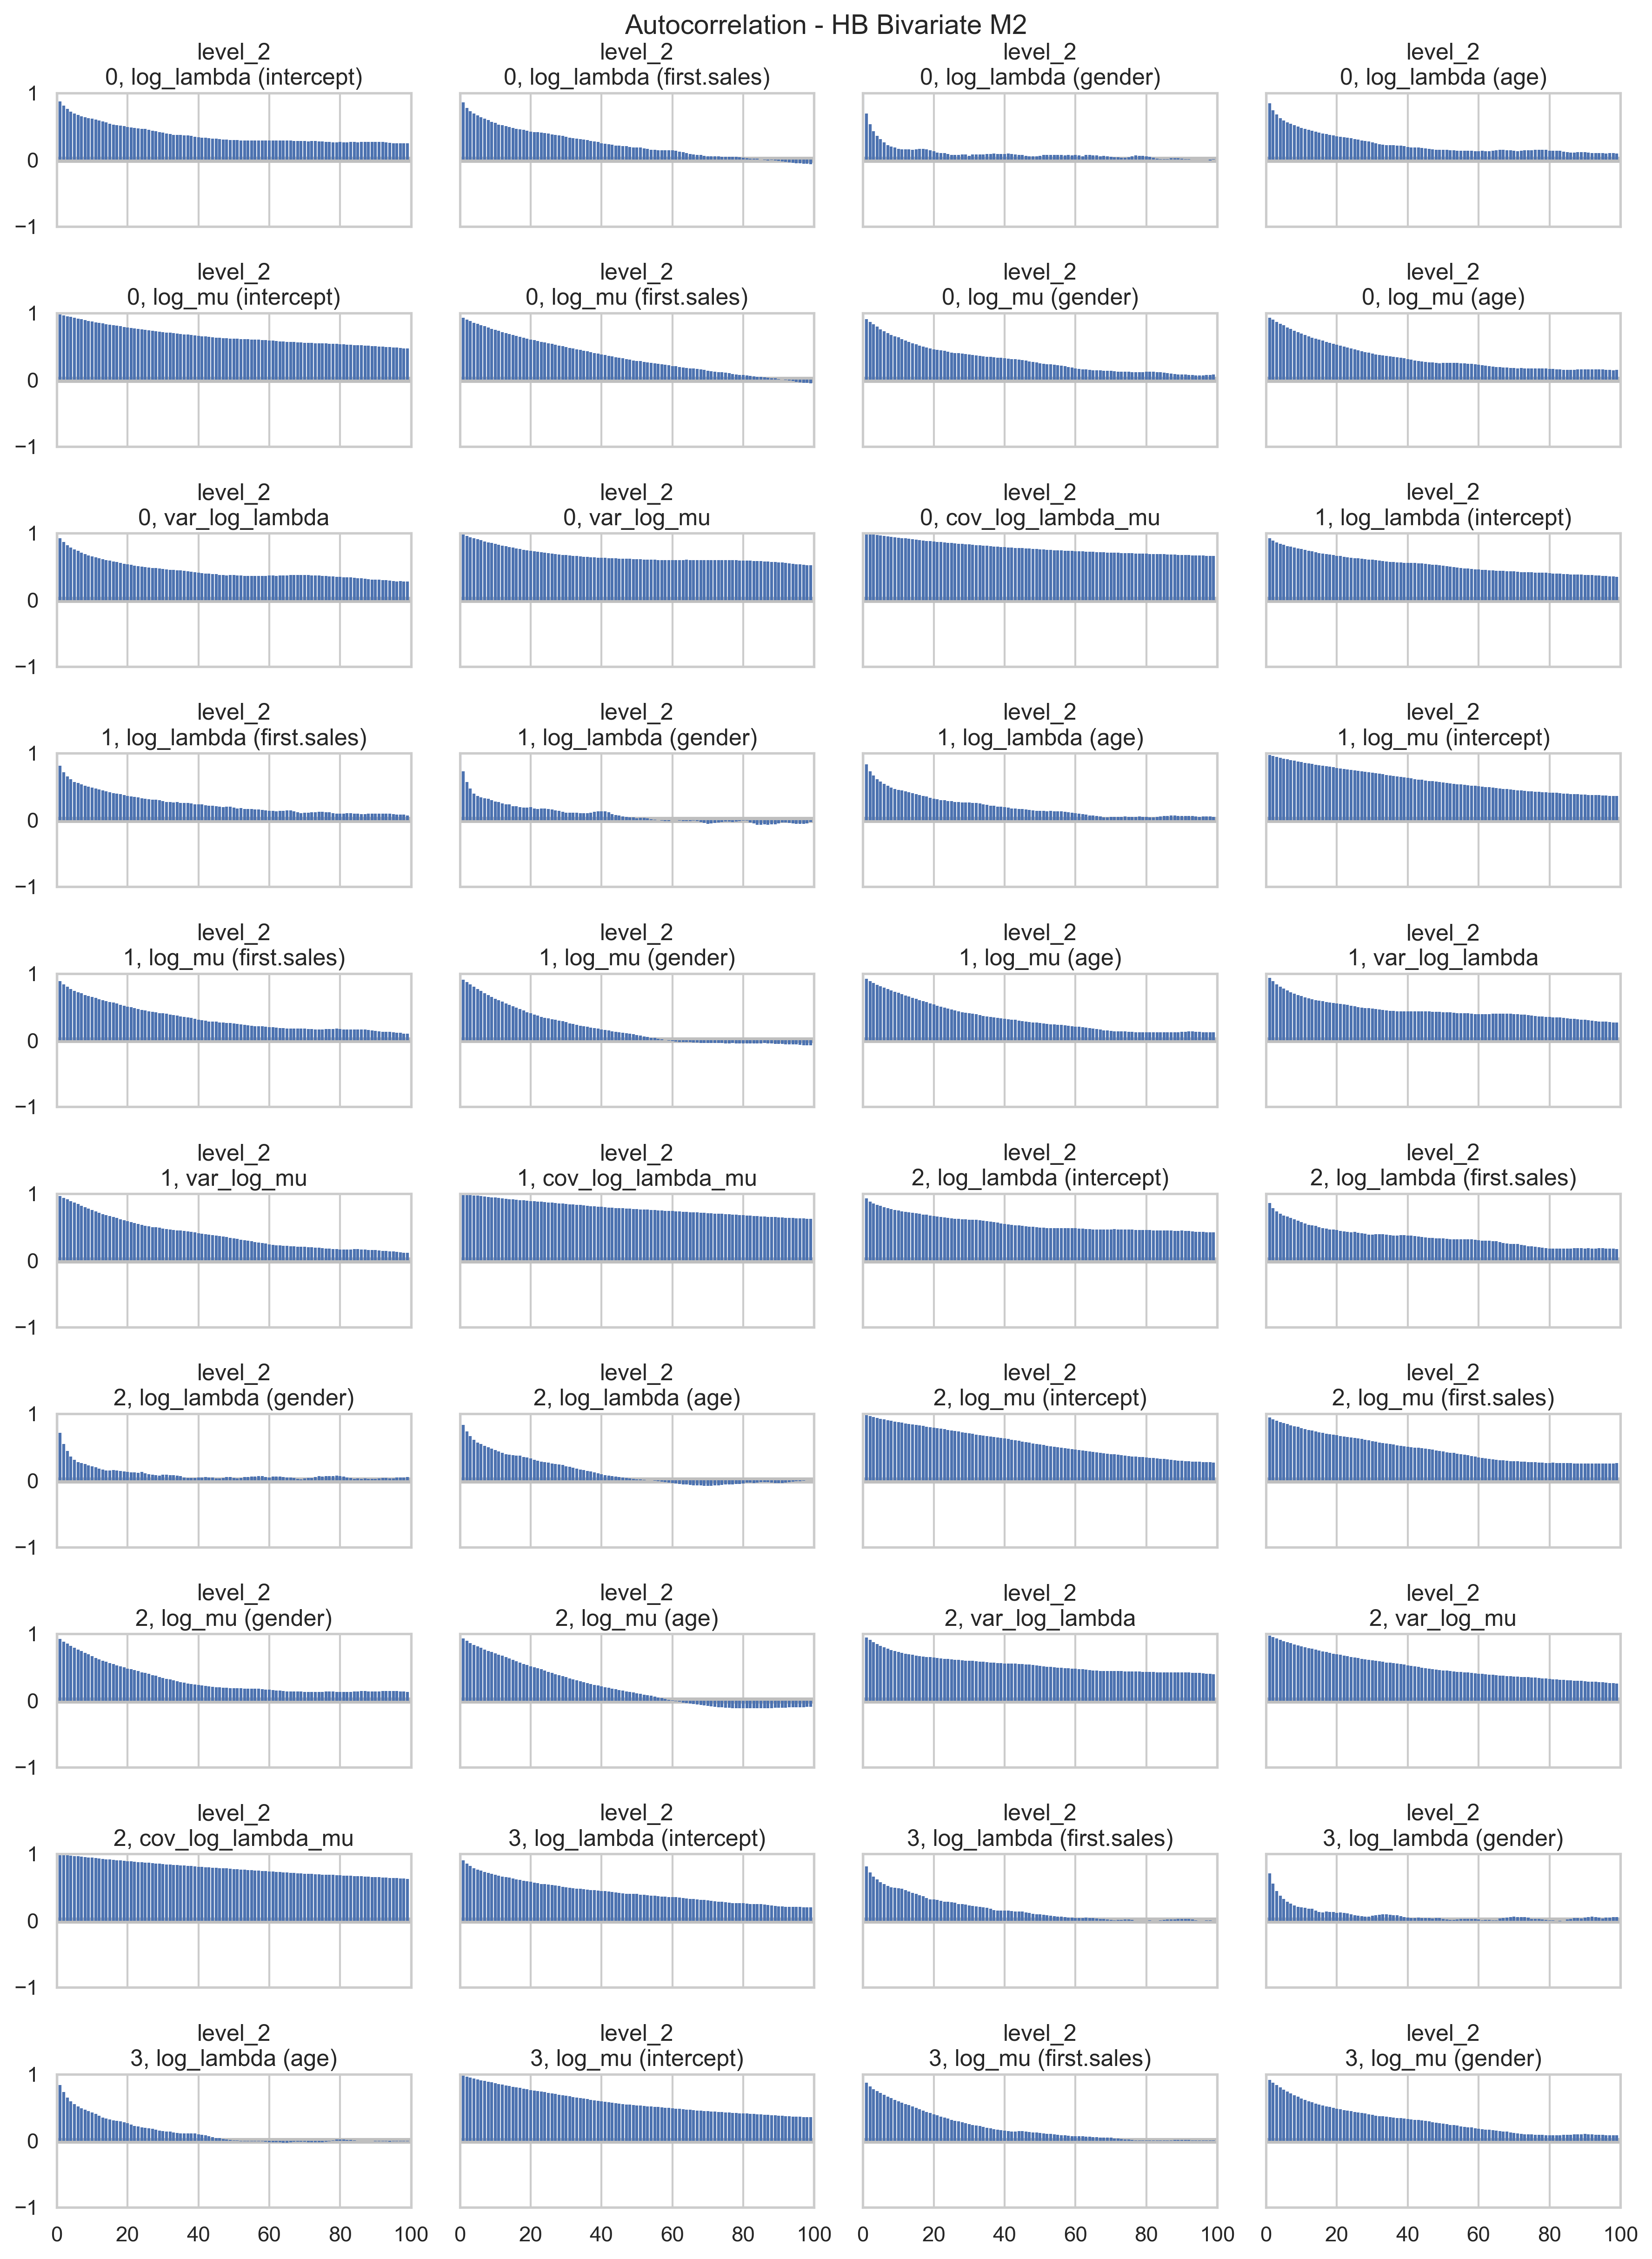 Autocorrelation - HB Bivariate M2
level_2 level_2 level_2 level_2
0, log_lambda (intercept) 0, log_lambda (first.sales) 0, log_lambda (gender) 0, log_lambda (age)
1
0
−1
level_2 level_2 level_2 level_2
0, log_mu (intercept) 0, log_mu (first.sales) 0, log_mu (gender) 0, log_mu (age)
1
0
−1
level_2 level_2 level_2 level_2
0, var_log_lambda 0, var_log_mu 0, cov_log_lambda_mu 1, log_lambda (intercept)
1
0
−1
level_2 level_2 level_2 level_2
1, log_lambda (first.sales) 1, log_lambda (gender) 1, log_lambda (age) 1, log_mu (intercept)
1
0
−1
level_2 level_2 level_2 level_2
1, log_mu (first.sales) 1, log_mu (gender) 1, log_mu (age) 1, var_log_lambda
1
0
−1
level_2 level_2 level_2 level_2
1, var_log_mu 1, cov_log_lambda_mu 2, log_lambda (intercept) 2, log_lambda (first.sales)
1
0
−1
level_2 level_2 level_2 level_2
2, log_lambda (gender) 2, log_lambda (age) 2, log_mu (intercept) 2, log_mu (first.sales)
1
0
−1
level_2 level_2 level_2 level_2
2, log_mu (gender) 2, log_mu (age) 2, var_log_lambda 2, var_log_mu
1
0
−1
level_2 level_2 level_2 level_2
2, cov_log_lambda_mu 3, log_lambda (intercept) 3, log_lambda (first.sales) 3, log_lambda (gender)
1
0
−1
level_2 level_2 level_2 level_2
3, log_lambda (age) 3, log_mu (intercept) 3, log_mu (first.sales) 3, log_mu (gender)
1
0
−1
0 20 40 60 80 100 0 20 40 60 80 100 0 20 40 60 80 100 0 20 40 60 80 100